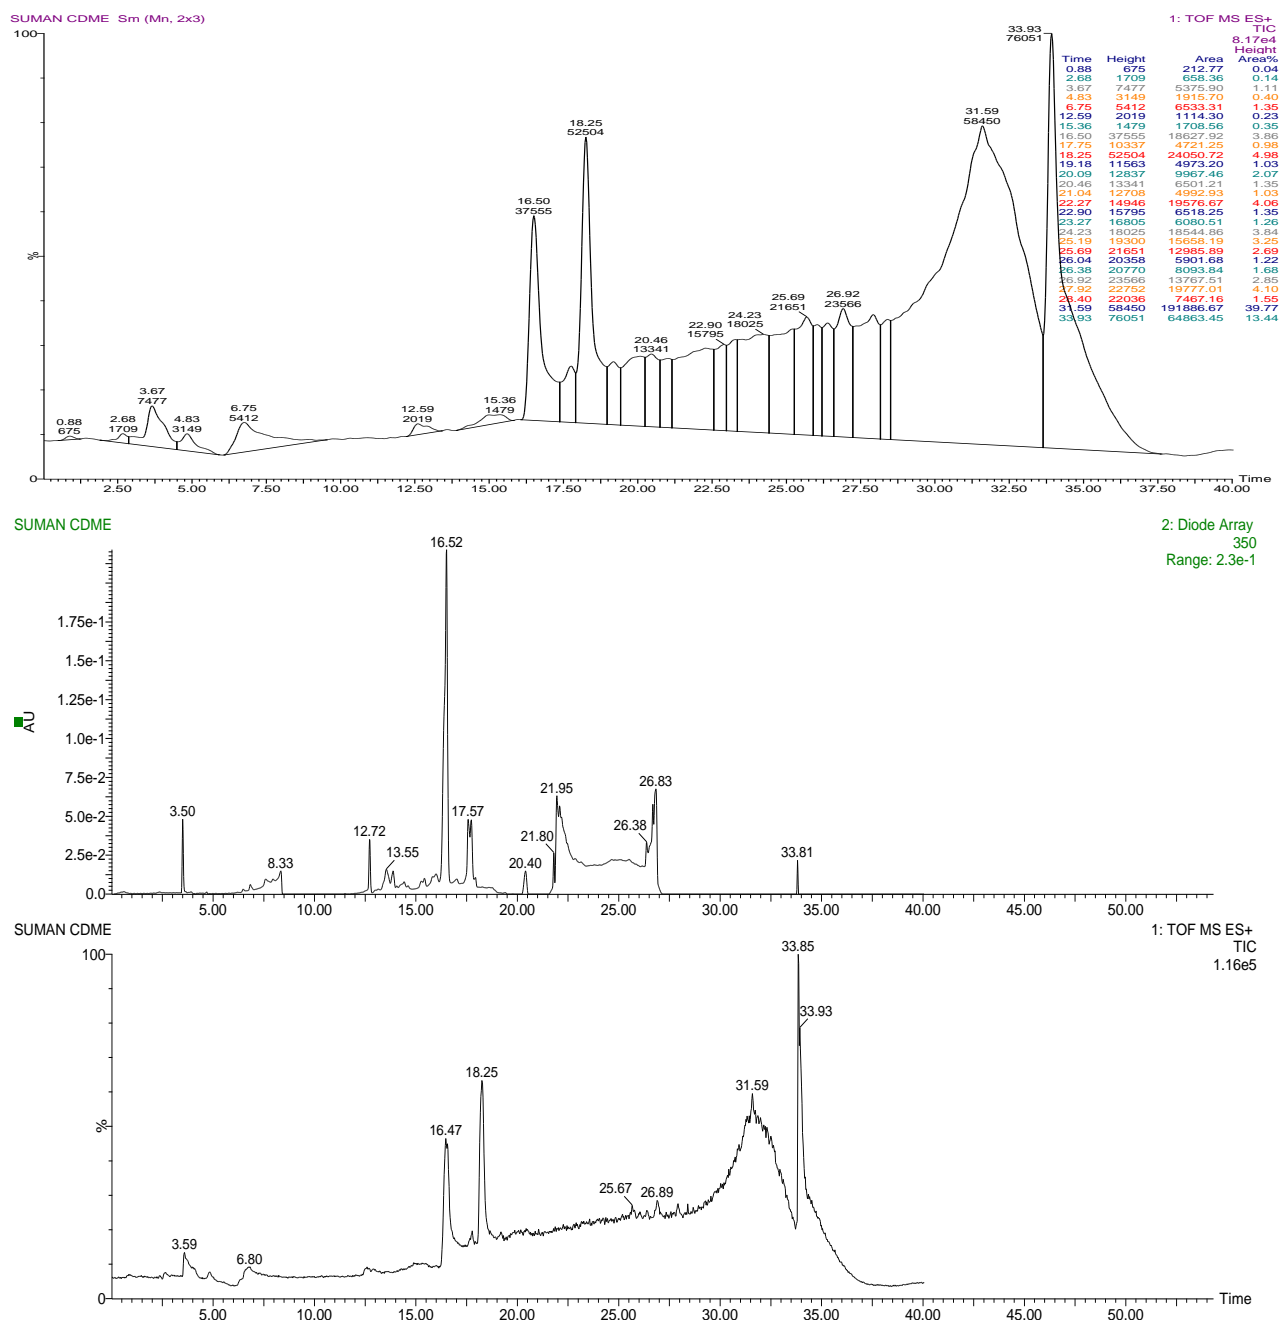 SUMAN CDME Sm (Mn, 2x3)
1: TOF MS ES+
TIC
8.17e4
Height
Time Height Area Area%
0.88 675 212.77 0.04
2.68 1709 658.36 0.14
3.67 7477 5375.90 1.11
4.83 3149 1915.70 0.40
6.75 5412 6533.31 1.35
12.59 2019 1114.30 0.23
15.36 1479 1708.56 0.35
16.50 37555 18627.92 3.86
17.75 10337 4721.25 0.98
18.25 52504 24050.72 4.98
19.18 11563 4973.20 1.03
20.09 12837 9967.46 2.07
20.46 13341 6501.21 1.35
21.04 12708 4992.93 1.03
22.27 14946 19576.67 4.06
22.90 15795 6518.25 1.35
23.27 16805 6080.51 1.26
24.23 18025 18544.86 3.84
25.19 19300 15658.19 3.25
25.69 21651 12985.89 2.69
26.04 20358 5901.68 1.22
26.38 20770 8093.84 1.68
26.92 23566 13767.51 2.85
27.92 22752 19777.01 4.10
28.40 22036 7467.16 1.55
31.59 58450 191886.67 39.77
33.93 76051 64863.45 13.44
100
%
0
0.88
675
2.68
1709
3.67
7477
4.83
3149
6.75
5412
12.59
2019
15.36
1479
16.50
37555
18.25
52504
20.46
13341
22.90
15795
24.23
18025
25.69
21651
26.92
23566
31.59
58450
33.93
76051
2.50 5.00 7.50 10.00 12.50 15.00 17.50 20.00 22.50 25.00 27.50 30.00 32.50 35.00 37.50 40.00
Time
SUMAN CDME
2: Diode Array
350
Range: 2.3e-1
AU
1.75e-1
1.5e-1
1.25e-1
1.0e-1
7.5e-2
5.0e-2
2.5e-2
0.0
3.50
8.33
12.72
13.55
16.52
17.57
20.40
21.80
21.95
26.38
26.83
33.81
5.00 10.00 15.00 20.00 25.00 30.00 35.00 40.00 45.00 50.00
SUMAN CDME
1: TOF MS ES+
TIC
1.16e5
100
%
0
3.59
6.80
16.47
18.25
25.67
26.89
31.59
33.85
33.93
5.00 10.00 15.00 20.00 25.00 30.00 35.00 40.00 45.00 50.00
Time